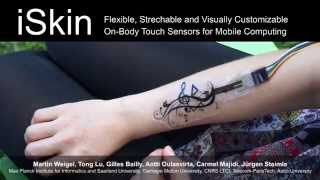 iSkin
Flexible, Strechable and Visually Customizable
On-Body Touch Sensors for Mobile Computing
Martin Weigel, Tong Lu, Gilles Bailly, Antti Oulasvirta, Carmel Majidi, Jürgen Steimle
Max Planck Institute for Informatics and Saarland University, Carnegie Mellon University, CNRS LTCI, Telecom-ParisTech, Aalto University